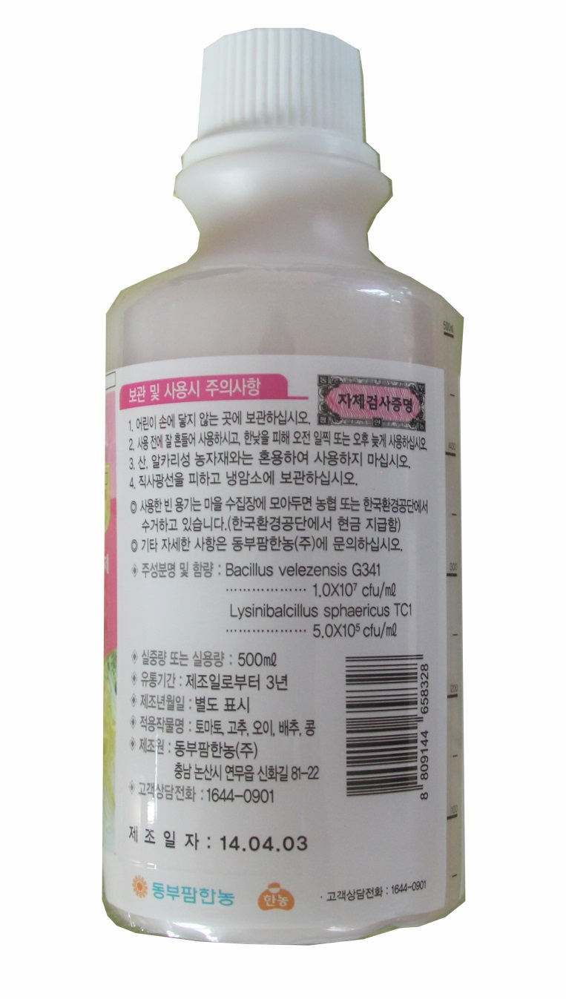 500ml
보관 및 사용시 주의사항
자체검사증명
1. 어린이 손에 닿지 않는 곳에 보관하십시오.
2. 사용 전에 잘 흔들어 사용하시고, 한낮을 피해 오전 일찍 또는 오후 늦게 사용하십시오.
3. 산, 알카리성 농자재와는 혼용하여 사용하지 마십시오.
4. 직사광선을 피하고 냉암소에 보관하십시오.
◎ 사용한 빈 용기는 마을 수집장에 모아두면 농협 또는 한국환경공단에서
수거하고 있습니다.(한국환경공단에서 현금 지급함)
◎ 기타 자세한 사항은 동부팜한농(주)에 문의하십시오.
◈ 주성분명 및 함량 : Bacillus velezensis G341
·················· 1.0X10⁷ cfu/㎖
Lysinibalcillus sphaericus TC1
·················· 5.0X10⁵ cfu/㎖
◈ 실중량 또는 실용량 : 500㎖
◈ 유통기간 : 제조일로부터 3년
◈ 제조년월일 : 별도 표시
◈ 적용작물명 : 토마토, 고추, 오이, 배추, 콩
◈ 제조원 : 동부팜한농(주)
충남 논산시 연무읍 신화길 81-22
◈ 고객상담전화 : 1644-0901
8 809144 658328
제 조 일 자 : 14.04.03
동부팜한농
한농
· 고객상담전화 : 1644-0901
400
300
200
100